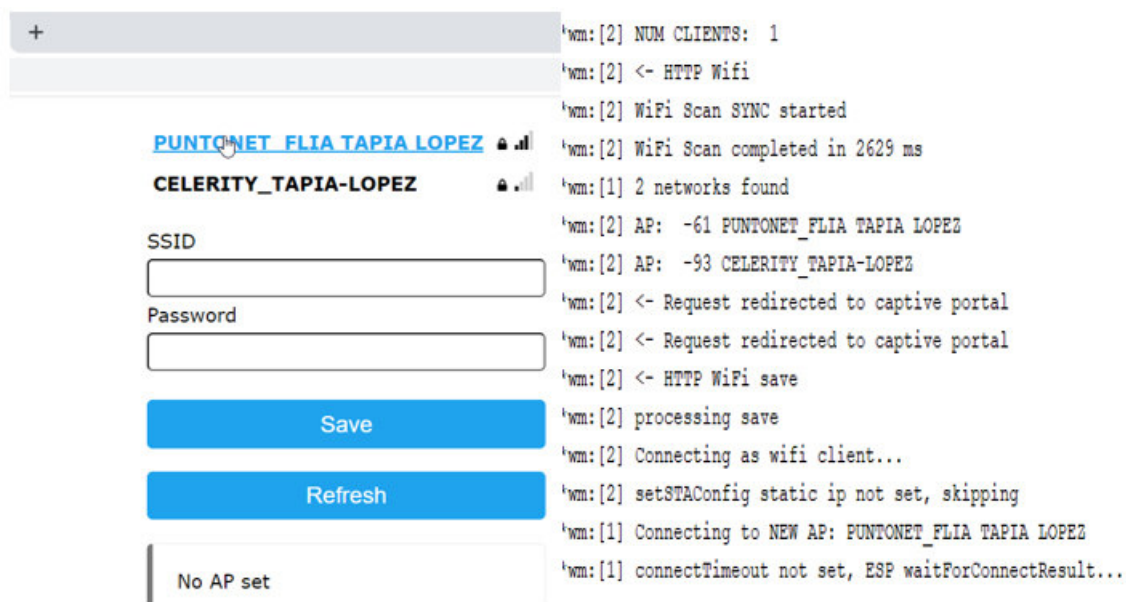 +
PUNTONET_FLIA TAPIA LOPEZ
CELERITY_TAPIA-LOPEZ
SSID
Password
Save
Refresh
No AP set
*wm:[2] NUM CLIENTS:  1
*wm:[2] <- HTTP Wifi
*wm:[2] WiFi Scan SYNC started
*wm:[2] WiFi Scan completed in 2629 ms
*wm:[1] 2 networks found
*wm:[2] AP:  -61 PUNTONET_FLIA TAPIA LOPEZ
*wm:[2] AP:  -93 CELERITY_TAPIA-LOPEZ
*wm:[2] <- Request redirected to captive portal
*wm:[2] <- Request redirected to captive portal
*wm:[2] <- HTTP WiFi save
*wm:[2] processing save
*wm:[2] Connecting as wifi client...
*wm:[2] setSTAConfig static ip not set, skipping
*wm:[1] Connecting to NEW AP: PUNTONET_FLIA TAPIA LOPEZ
*wm:[1] connectTimeout not set, ESP waitForConnectResult...